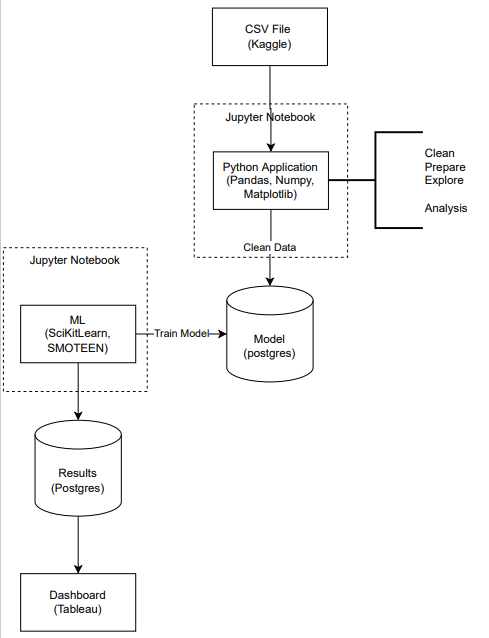 CSV File
(Kaggle)
Jupyter Notebook
Python Application
(Pandas, Numpy,
Matplotlib)
Clean
Prepare
Explore
Analysis
Clean Data
Jupyter Notebook
ML
(SciKitLearn,
SMOTEEN)
Train Model
Model
(postgres)
Results
(Postgres)
Dashboard
(Tableau)